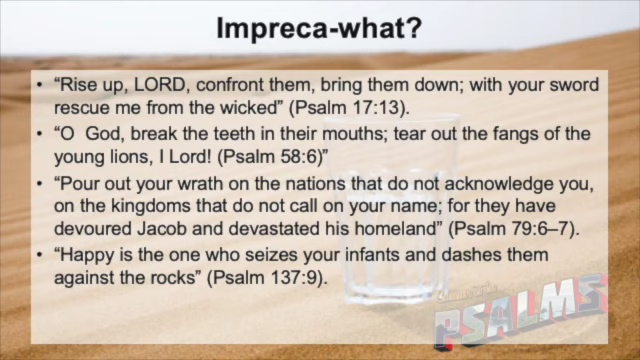 Impreca-what?
• “Rise up, LORD, confront them, bring them down; with your sword
rescue me from the wicked” (Psalm 17:13).
• “O  God, break the teeth in their mouths; tear out the fangs of the
young lions, I Lord! (Psalm 58:6)”
• “Pour out your wrath on the nations that do not acknowledge you,
on the kingdoms that do not call on your name; for they have
devoured Jacob and devastated his homeland” (Psalm 79:6–7).
• “Happy is the one who seizes your infants and dashes them
against the rocks” (Psalm 137:9).
PSALMS